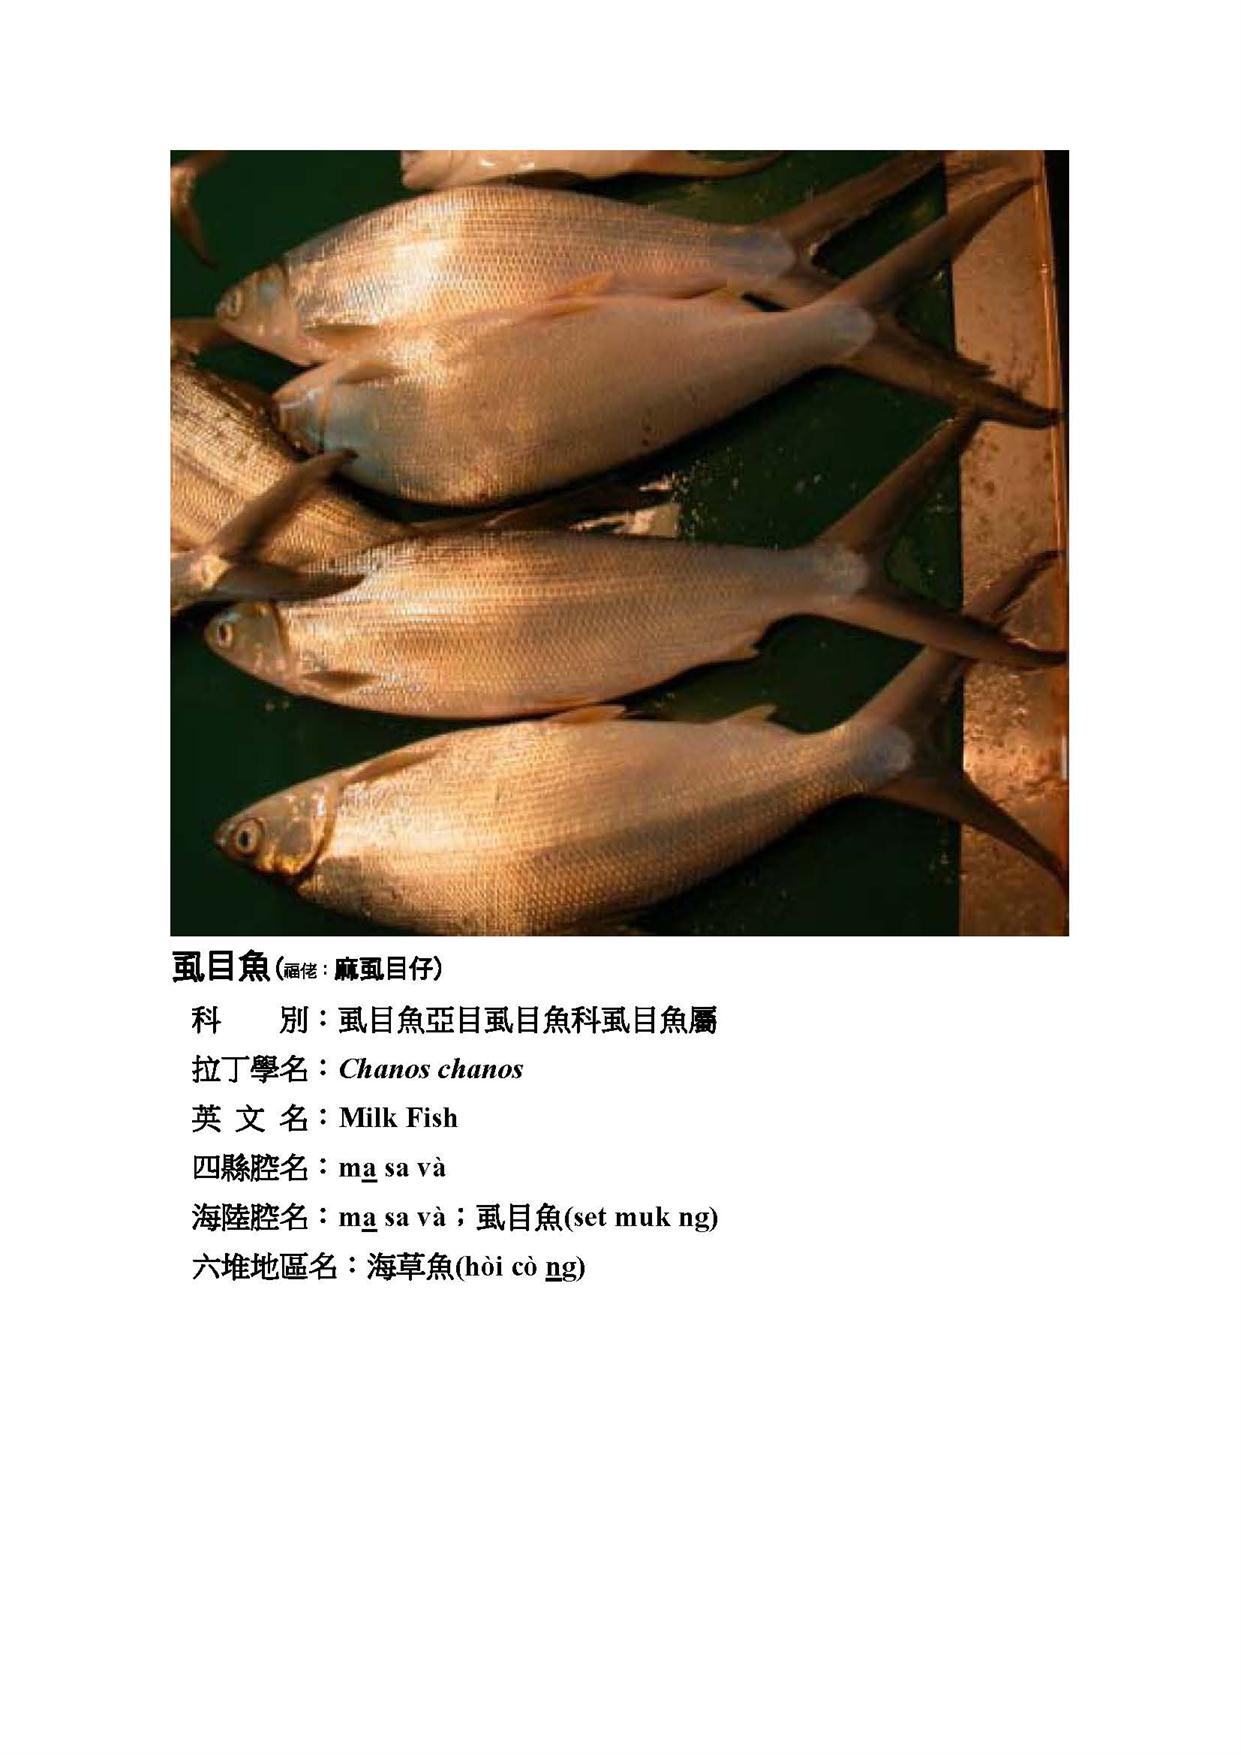 虱目魚(福佬：麻虱目仔)
科　　別：虱目魚亞目虱目魚科虱目魚屬
拉丁學名：Chanos chanos
英 文 名：Milk Fish
四縣腔名：ma sa và
海陸腔名：ma sa và；虱目魚(set muk ng)
六堆地區名：海草魚(hòi cò ng)